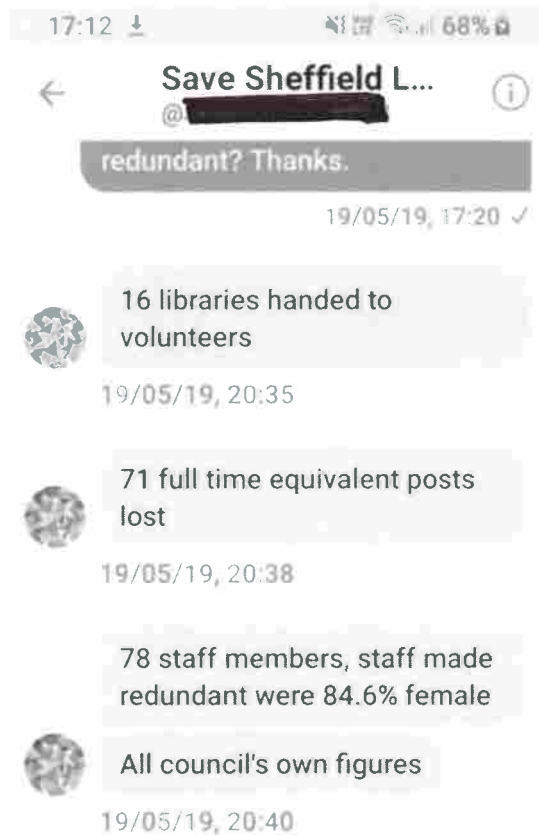 17:12
68%
Save Sheffield L...
@
redundant? Thanks.
19/05/19, 17:20 ✓
16 libraries handed to
volunteers
19/05/19, 20:35
71 full time equivalent posts
lost
19/05/19, 20:38
78 staff members, staff made
redundant were 84.6% female
All council's own figures
19/05/19, 20:40